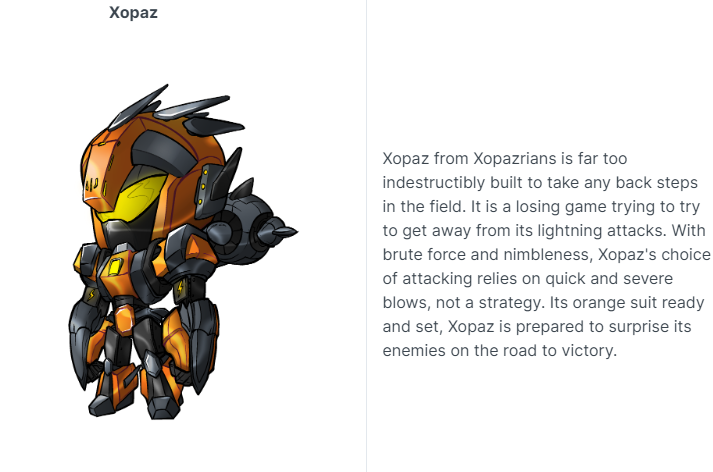 Xopaz
Xopaz from Xopazrians is far too
indestructibly built to take any back steps
in the field. It is a losing game trying to try
to get away from its lightning attacks. With
brute force and nimbleness, Xopaz's choice
of attacking relies on quick and severe
blows, not a strategy. Its orange suit ready
and set, Xopaz is prepared to surprise its
enemies on the road to victory.